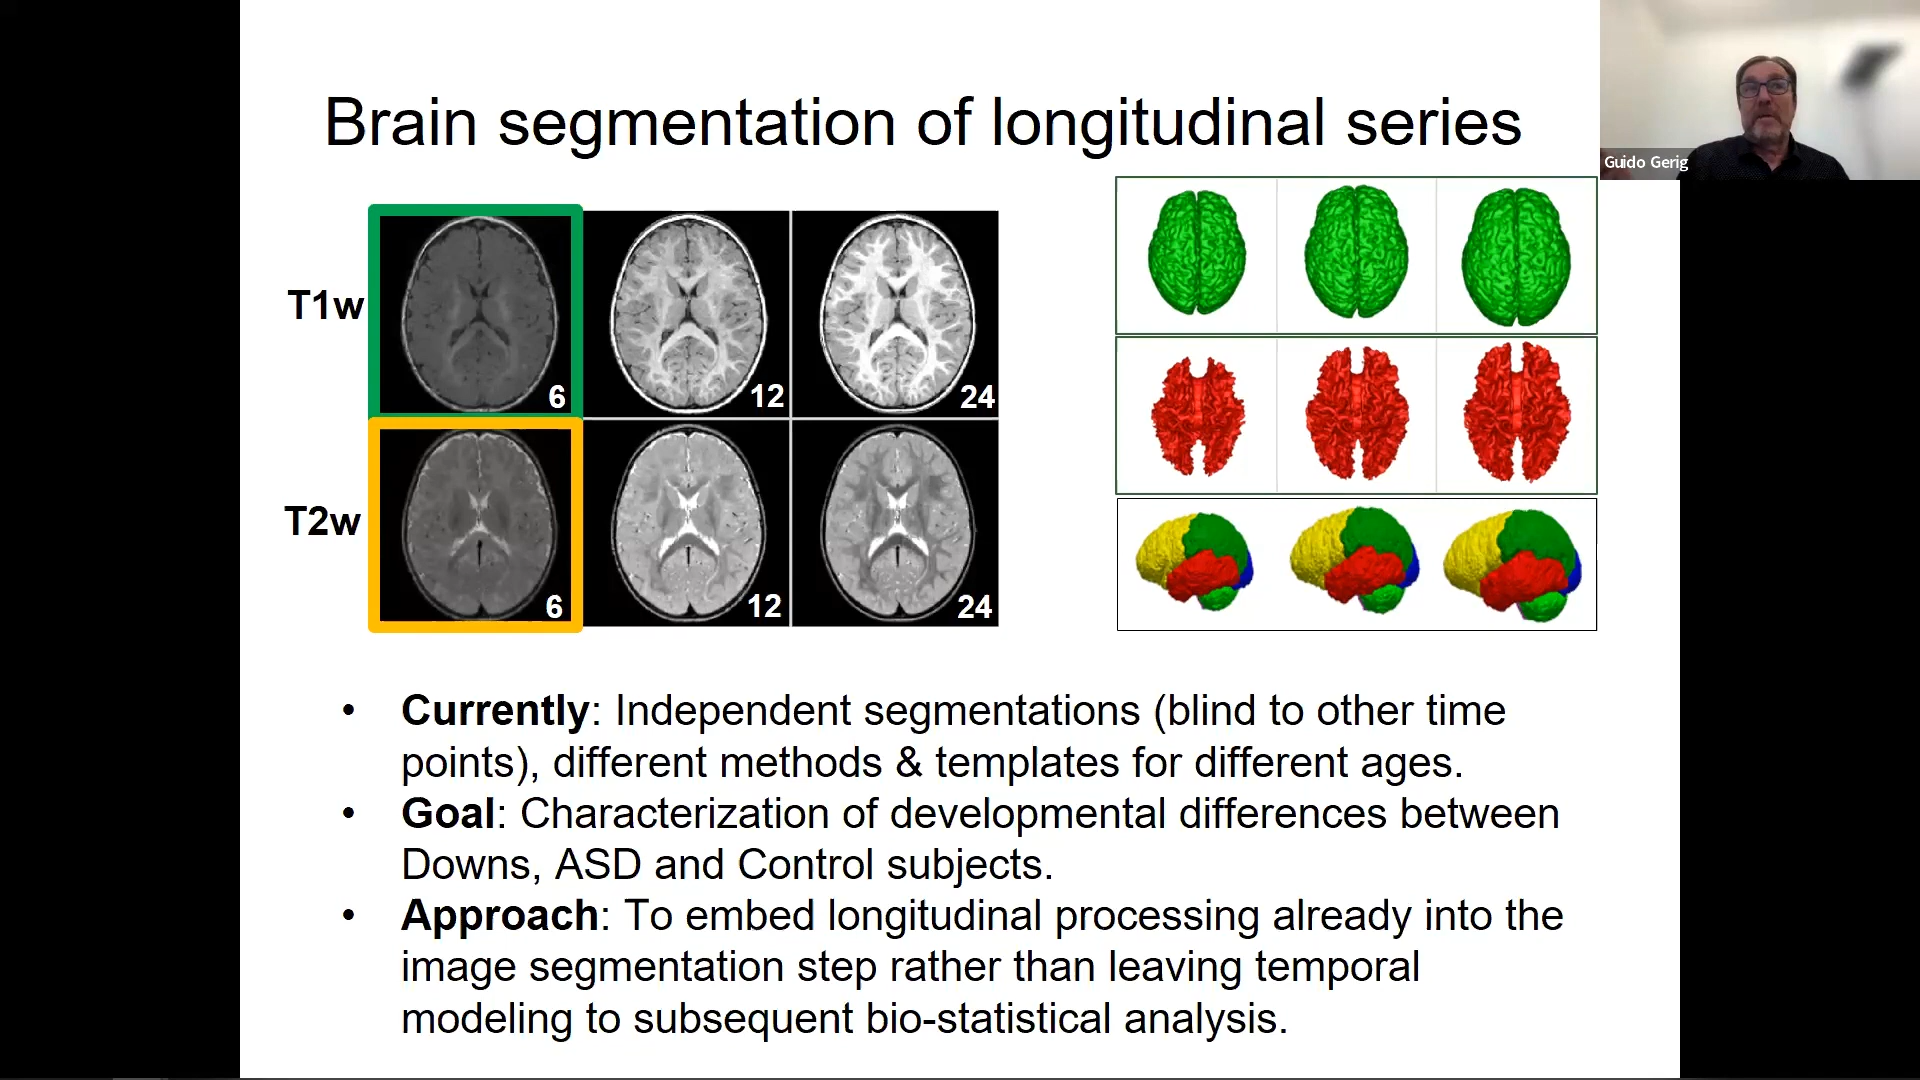 Brain segmentation of longitudinal series
Guido Gerig
T1w
6
12
24
T2w
6
12
24
• Currently: Independent segmentations (blind to other time
points), different methods & templates for different ages.
• Goal: Characterization of developmental differences between
Downs, ASD and Control subjects.
• Approach: To embed longitudinal processing already into the
image segmentation step rather than leaving temporal
modeling to subsequent bio-statistical analysis.